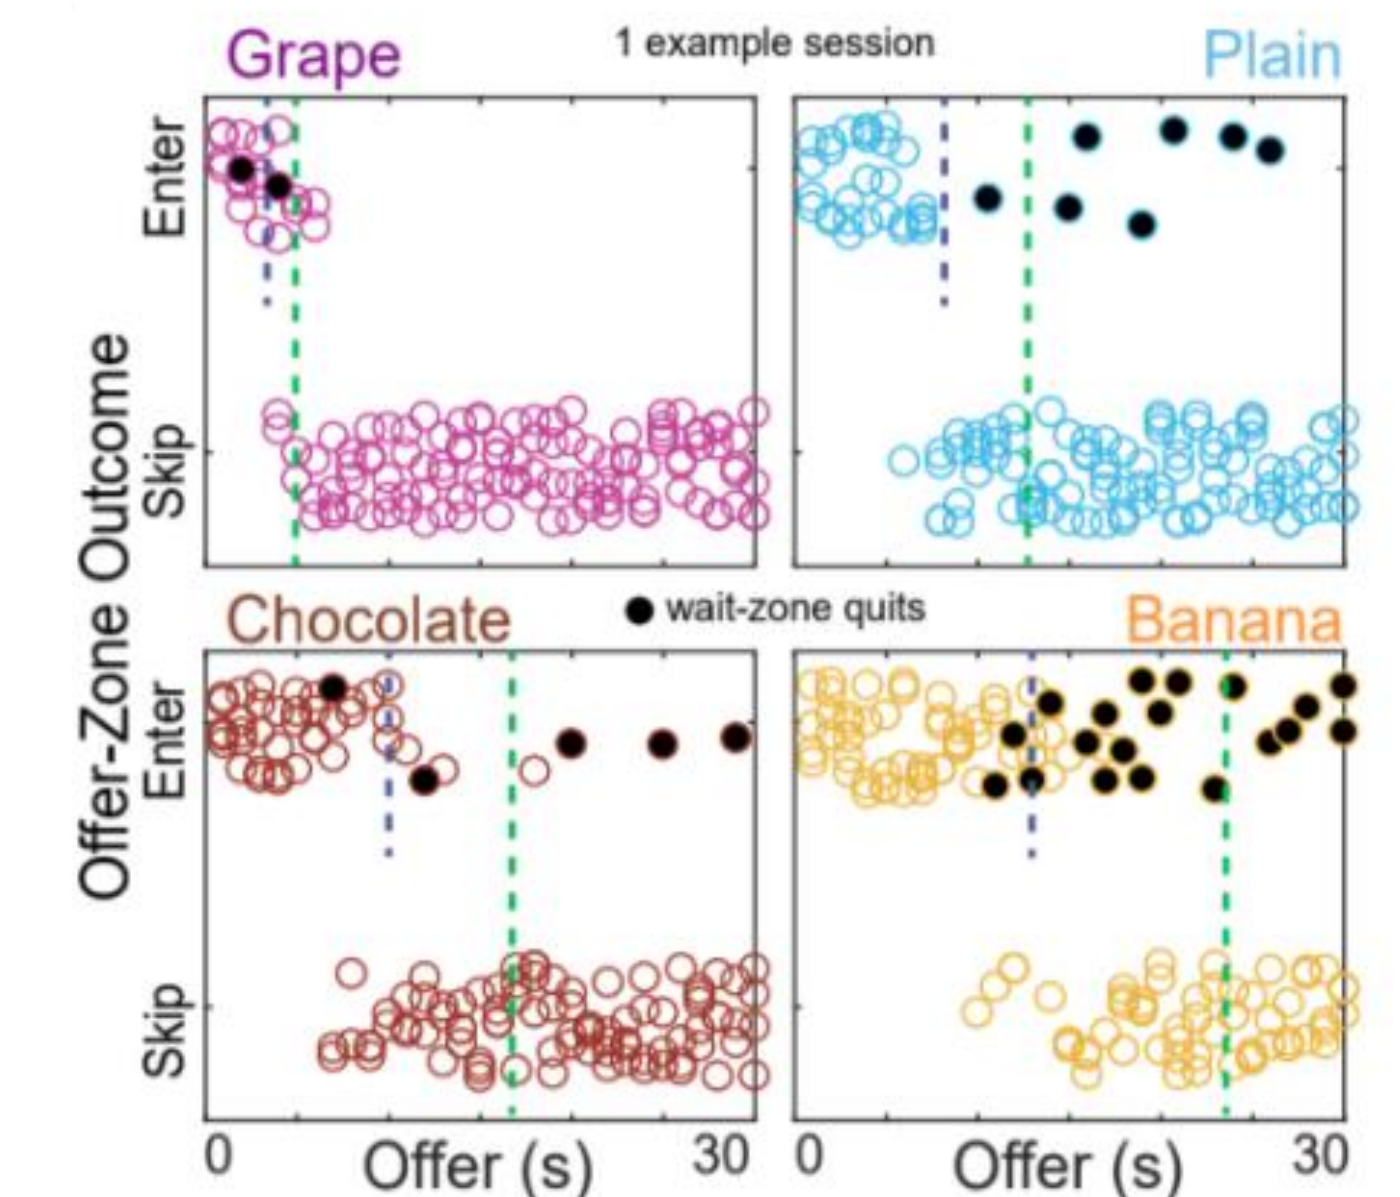 Grape
1 example session
Plain
Enter
Skip
Offer-Zone Outcome
Chocolate
wait-zone quits
Banana
Enter
Skip
0
Offer (s)
30
0
Offer (s)
30